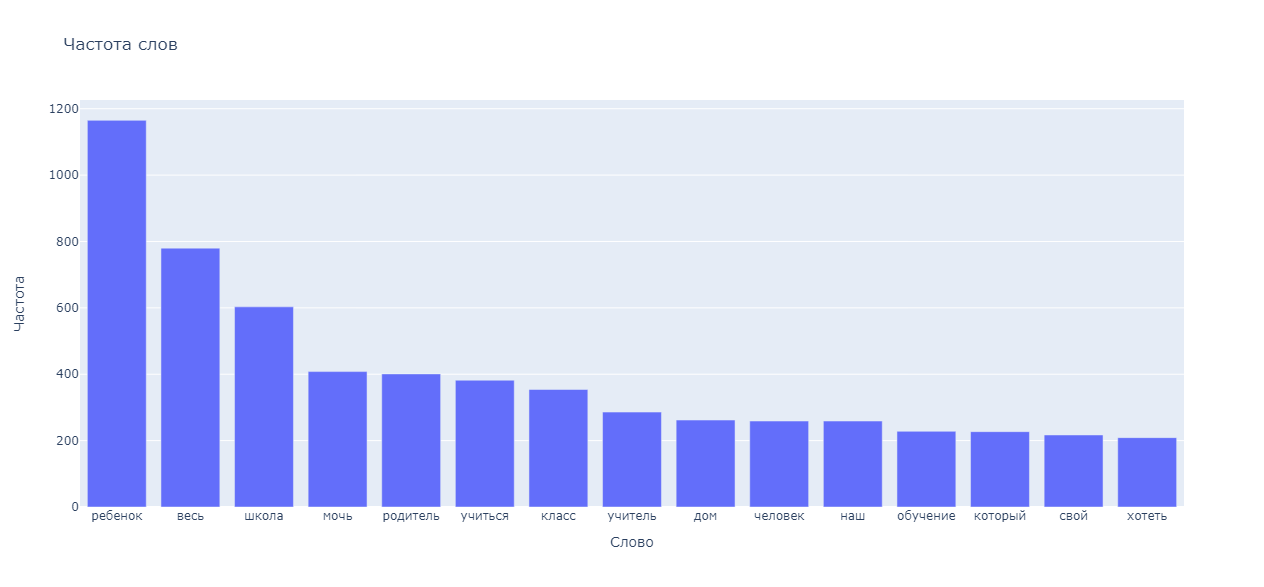 Частота слов
1200
1000
800
600
400
200
0
Частота
ребенок весь школа мочь родитель учиться класс учитель дом человек наш обучение который свой хотеть
Слово